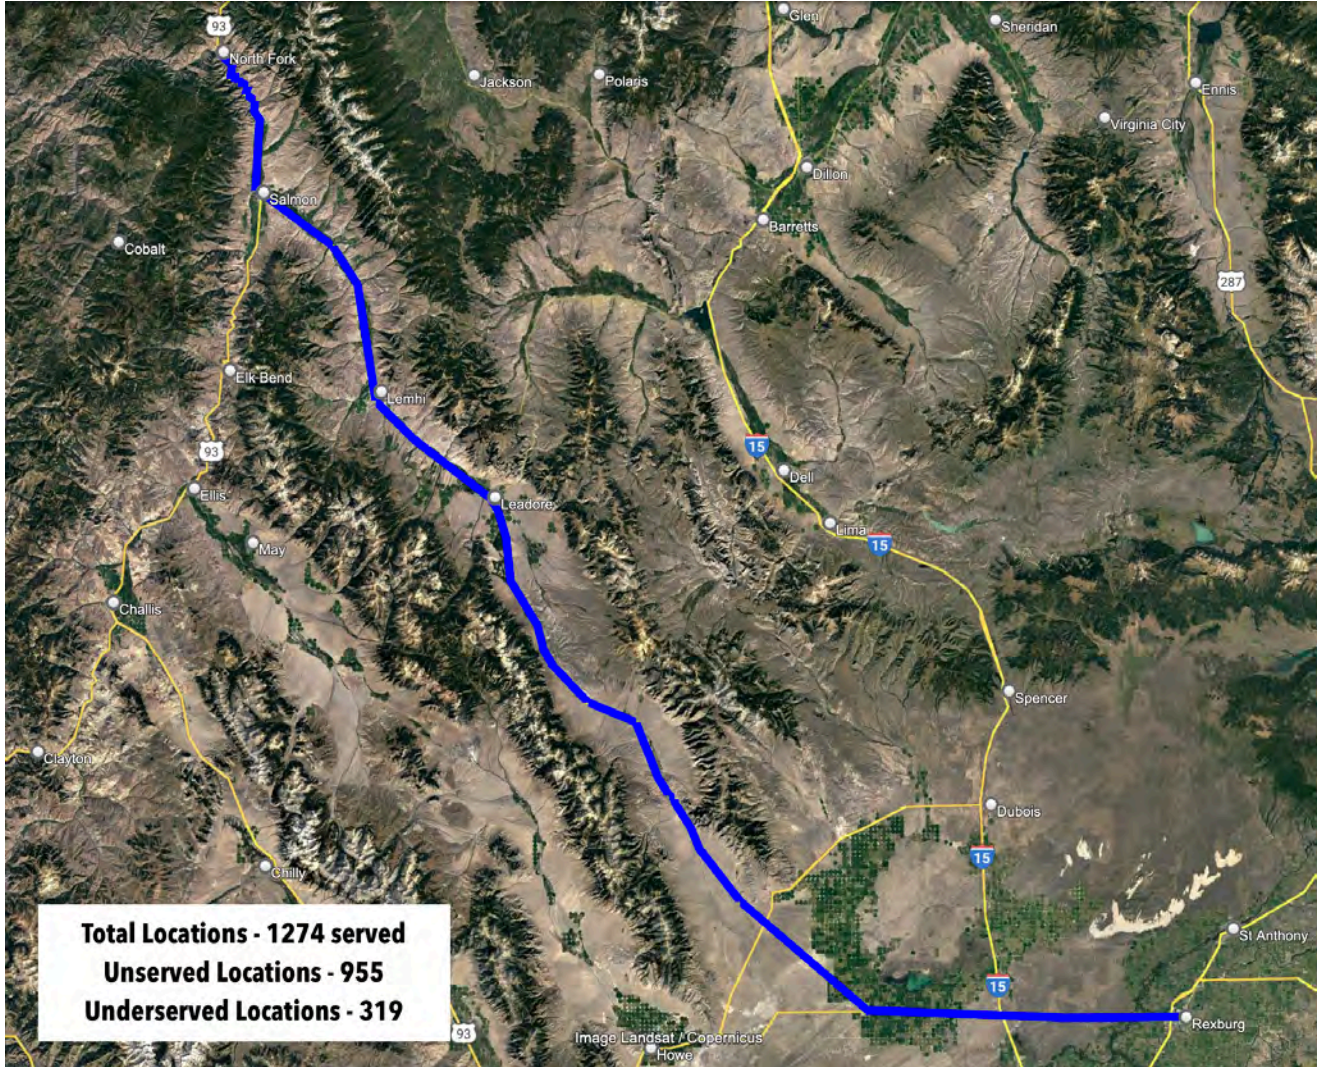 93
Glen
Sheridan
North Fork
Jackson
Polaris
Ennis
Virginia City
Dillon
Salmon
Barretts
Cobalt
287
Elk Bend
Lemhi
93
15
Dell
Ellis
Leadore
Lima
15
May
Challis
Spencer
Clayton
Dubois
15
Chilly
Total Locations - 1274 served
Unserved Locations - 955
Underserved Locations - 319
St Anthony
15
Rexburg
93
Image Landsat / Copernicus
Howe